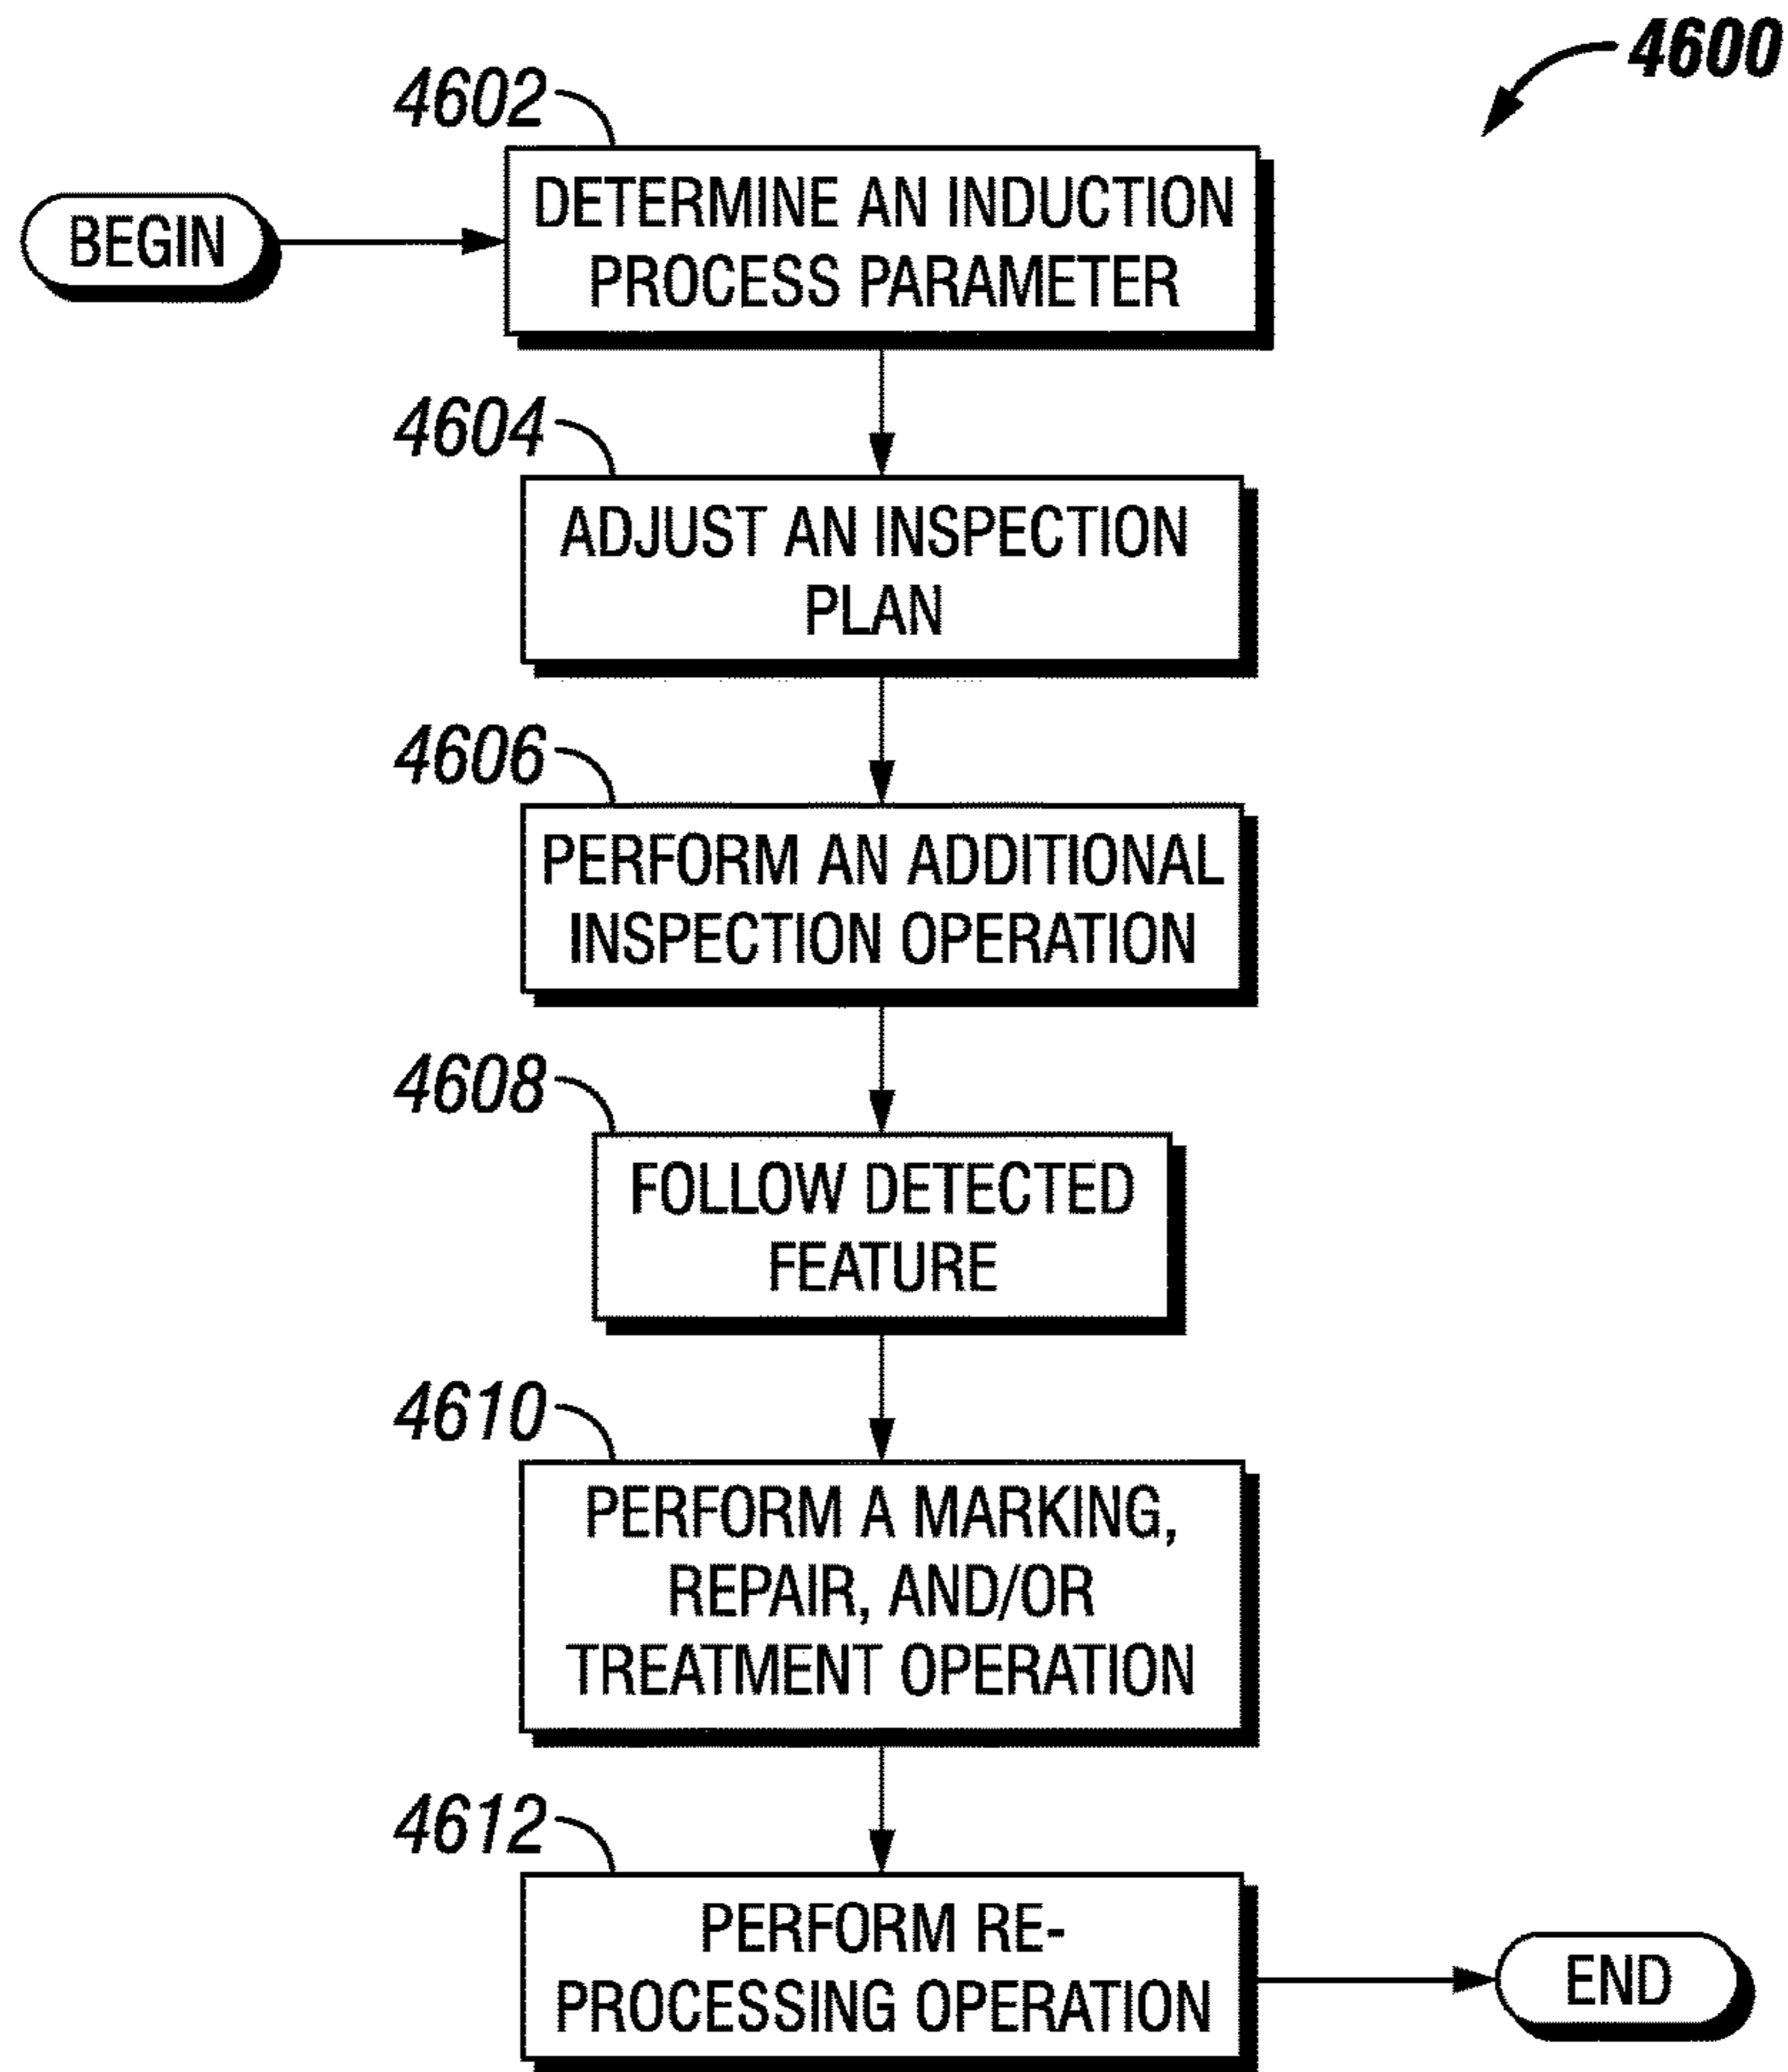 4600
4602
BEGIN
DETERMINE AN INDUCTION
PROCESS PARAMETER
4604
ADJUST AN INSPECTION
PLAN
4606
PERFORM AN ADDITIONAL
INSPECTION OPERATION
4608
FOLLOW DETECTED
FEATURE
4610
PERFORM A MARKING,
REPAIR, AND/OR
TREATMENT OPERATION
4612
PERFORM RE-
PROCESSING OPERATION
END